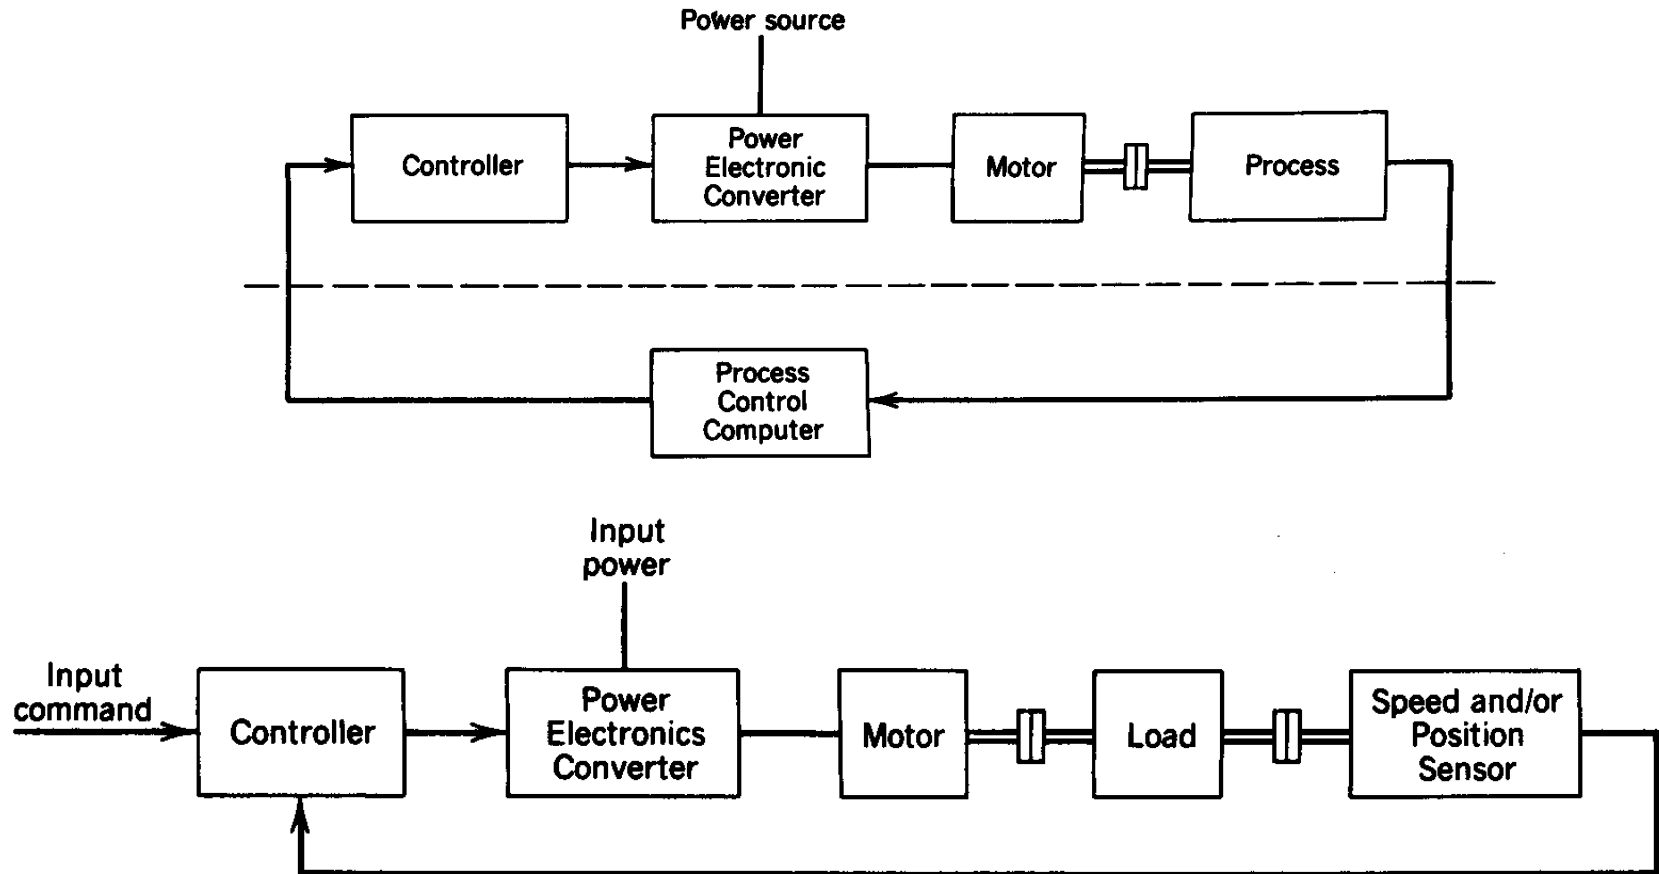 Power source
Controller
Power
Electronic
Converter
Motor
Process
Process
Control
Computer
Input
power
Input
command
Controller
Power
Electronics
Converter
Motor
Load
Speed and/or
Position
Sensor